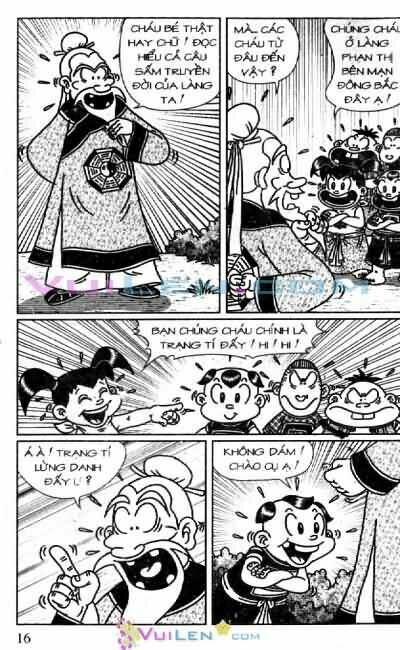 CHÁU BÉ THẬT
HAY CHỮ! ĐỌC
HIỂU CẢ CÂU
SẤM TRUYỀN
ĐỜI CỦA LÀNG
TA!
MÀ.. CÁC
CHÁU TỪ
ĐÂU ĐẾN
VẬY?
CHÚNG CHÁU
Ở LÀNG
PHAN THỊ
BÊN MẠN
ĐÔNG BẮC
ĐÂY Ạ!
BẠN CHÚNG CHÁU CHÍNH LÀ
TRẠNG TÍ ĐẤY! HI! HI!
À À! TRẠNG TÍ
LỪNG DANH
ĐẤY Ư?
KHÔNG DÁM!
CHÀO CỤ Ạ!
16
VUILEN.COM